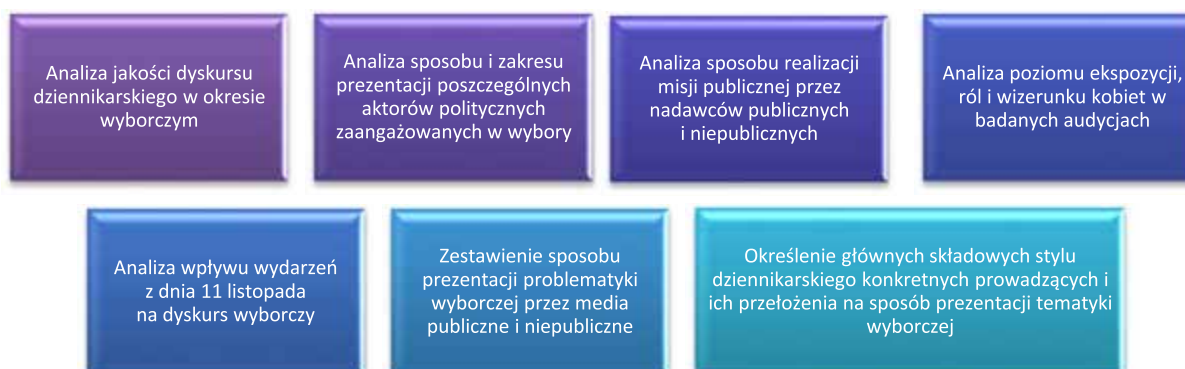 Analiza jakości dyskursu
dziennikarskiego w okresie
wyborczym
Analiza sposobu i zakresu
prezentacji poszczególnych
aktorów politycznych
zaangażowanych w wybory
Analiza sposobu realizacji
misji publicznej przez
nadawców publicznych
i niepublicznych
Analiza poziomu ekspozycji,
ról i wizerunku kobiet w
badanych audycjach
Analiza wpływu wydarzeń
z dnia 11 listopada
na dyskurs wyborczy
Zestawienie sposobu
prezentacji problematyki
wyborczej przez media
publiczne i niepubliczne
Określenie głównych składowych stylu
dziennikarskiego konkretnych prowadzących i
ich przełożenia na sposób prezentacji tematyki
wyborczej